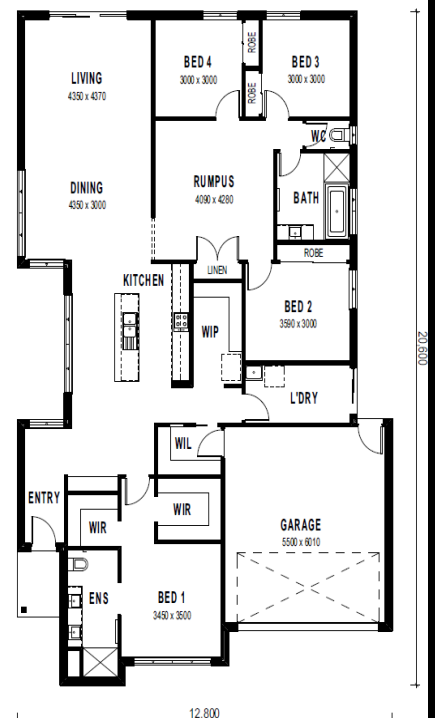 LIVING
4350 x 4370
BED 4
3000 x 3000
ROBE
ROBE
BED 3
3000 x 3000
WC
DINING
4350 x 3000
RUMPUS
4090 x 4280
BATH
LINEN
ROBE
KITCHEN
BED 2
3590 x 3000
WIP
20.600
L'DRY
WIL
ENTRY
WIR
WIR
GARAGE
5500 x 6010
ENS
BED 1
3450 x 3500
12.800